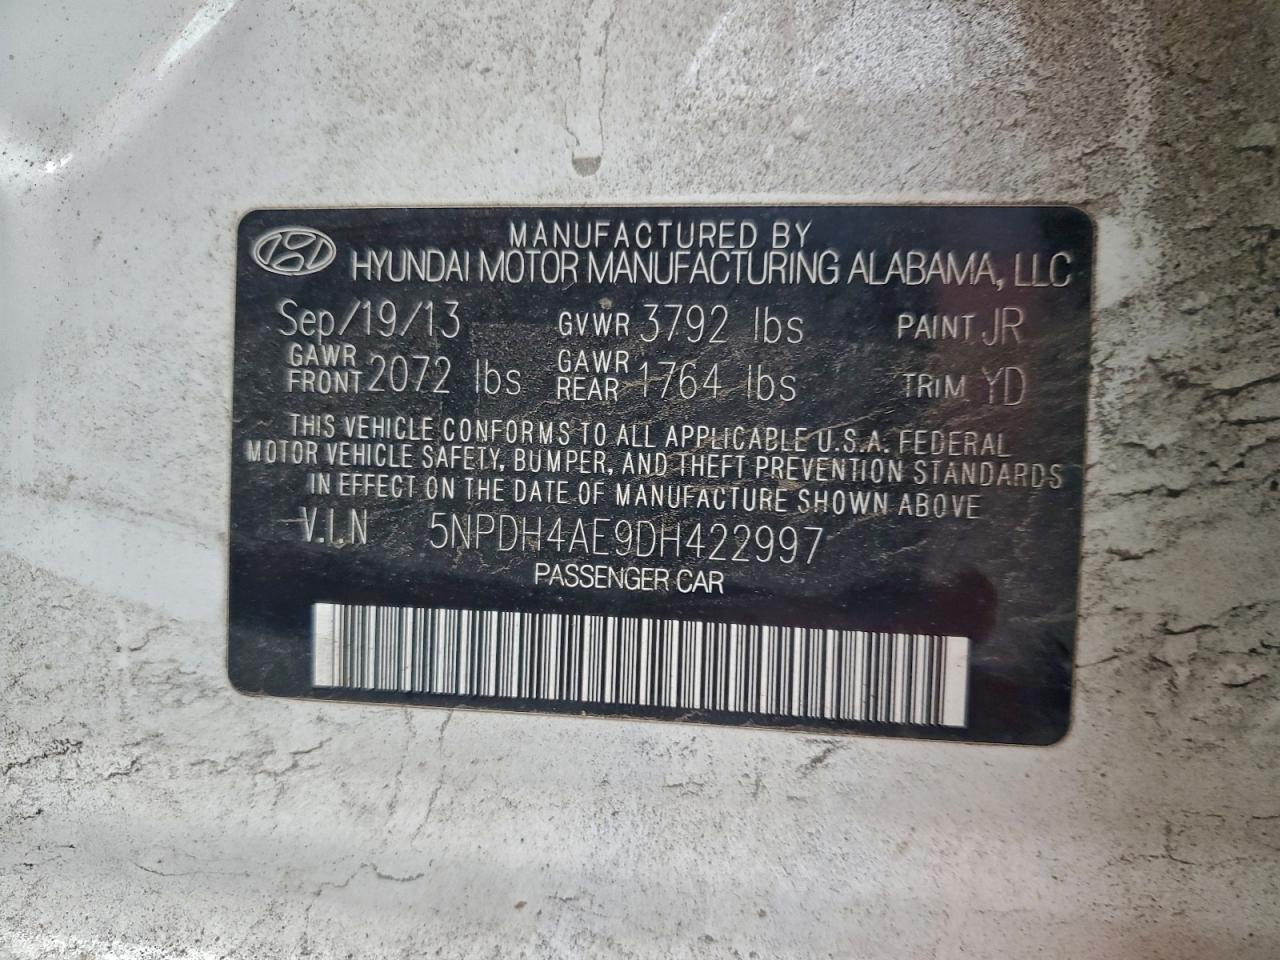 MANUFACTURED BY
HYUNDAI MOTOR MANUFACTURING ALABAMA, LLC
Sep/19/13 GVWR 3792 lbs PAINT JR
GAWR FRONT 2072 lbs GAWR REAR 1764 lbs TRIM YD
THIS VEHICLE CONFORMS TO ALL APPLICABLE U.S.A. FEDERAL
MOTOR VEHICLE SAFETY, BUMPER, AND THEFT PREVENTION STANDARDS
IN EFFECT ON THE DATE OF MANUFACTURE SHOWN ABOVE
V.I.N 5NPDH4AE9DH422997
PASSENGER CAR